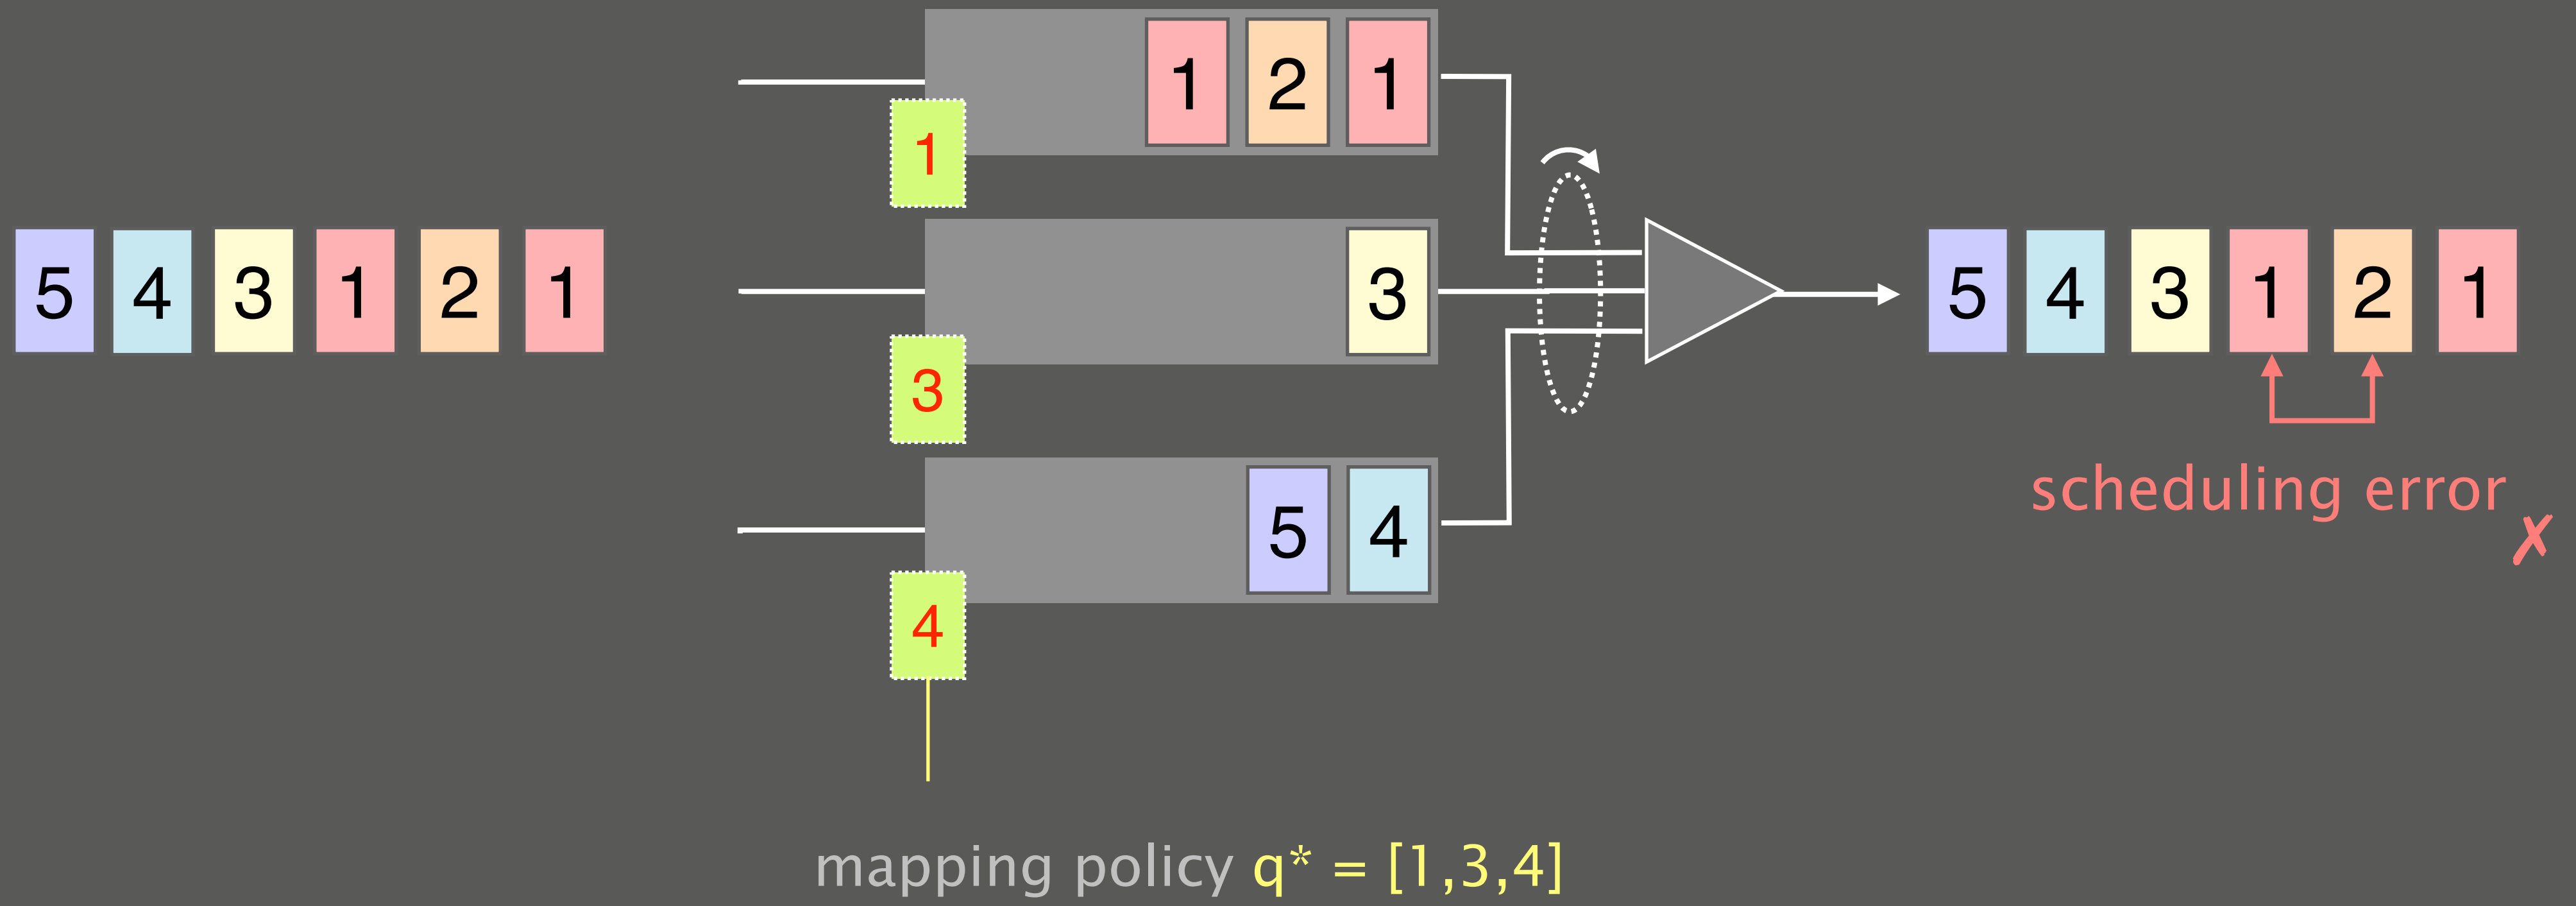 1 2 1
1
5 4 3 1 2 1
3
3
5 4 3 1 2 1
scheduling error
✗
5 4
4
mapping policy q* = [1,3,4]